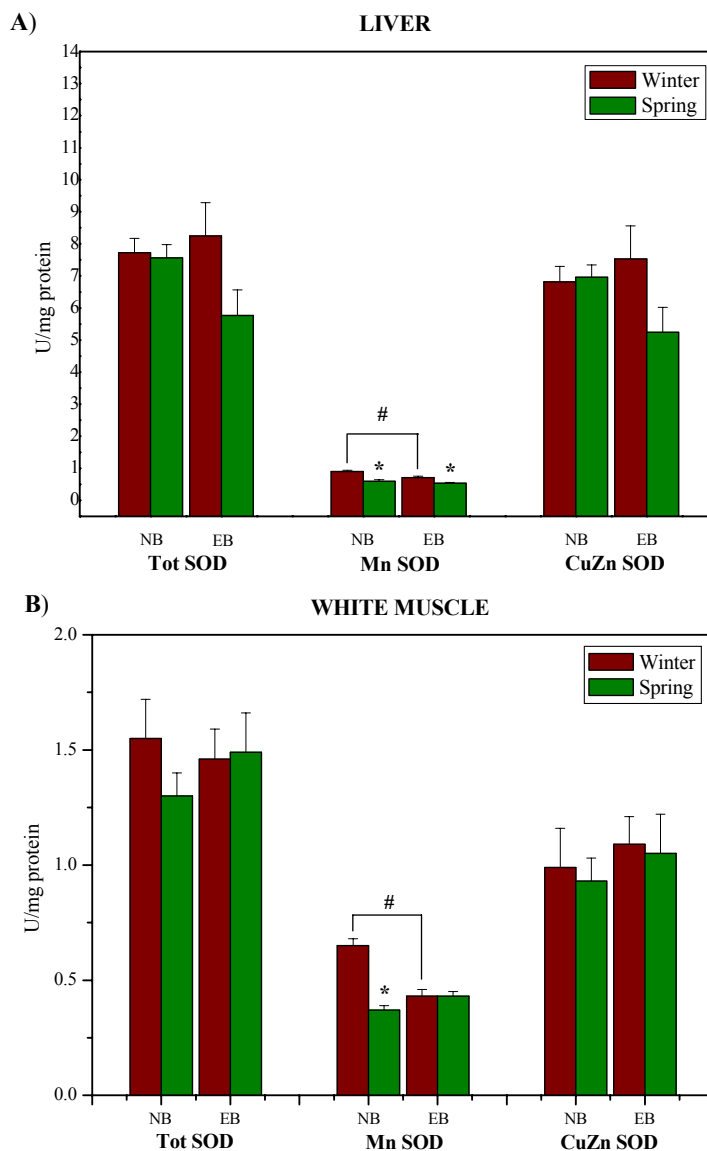 A)
LIVER
14
13
12
11
10
9
8
7
6
5
4
3
2
1
0
U/mg protein
Winter
Spring
#
* *
NB EB NB EB NB EB
Tot SOD Mn SOD CuZn SOD
B)
WHITE MUSCLE
2.0
1.5
1.0
0.5
0.0
U/mg protein
Winter
Spring
#
*
NB EB NB EB NB EB
Tot SOD Mn SOD CuZn SOD